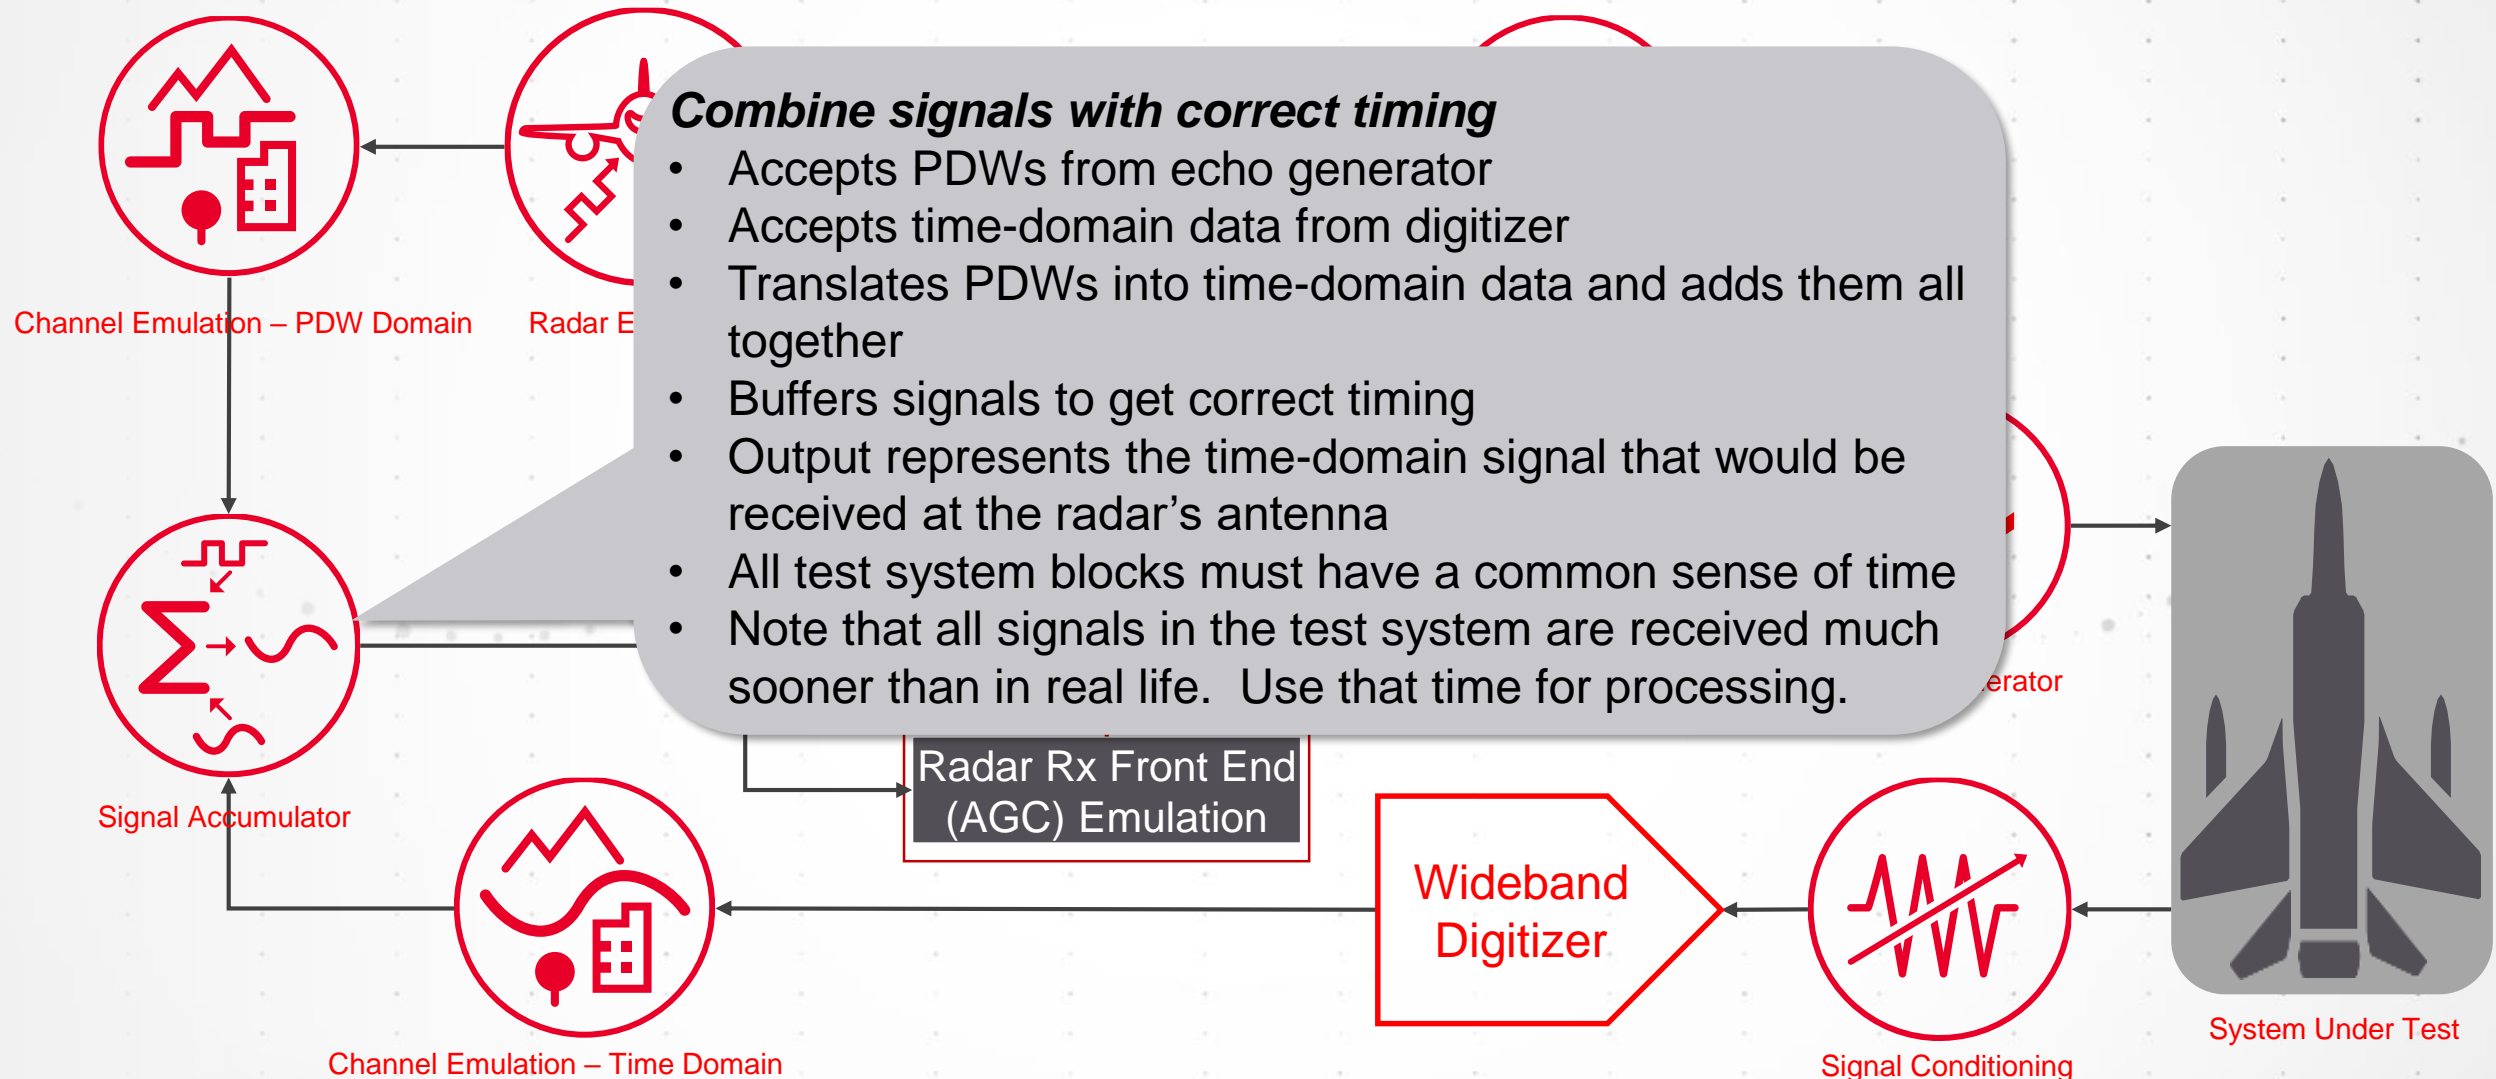 Combine signals with correct timing
• Accepts PDWs from echo generator
• Accepts time-domain data from digitizer
• Translates PDWs into time-domain data and adds them all
together
• Buffers signals to get correct timing
• Output represents the time-domain signal that would be
received at the radar’s antenna
• All test system blocks must have a common sense of time
• Note that all signals in the test system are received much
sooner than in real life.  Use that time for processing.
Channel Emulation – PDW Domain
Radar
Signal Accumulator
Radar Rx Front End
(AGC) Emulation
Wideband
Digitizer
Channel Emulation – Time Domain
Signal Conditioning
System Under Test